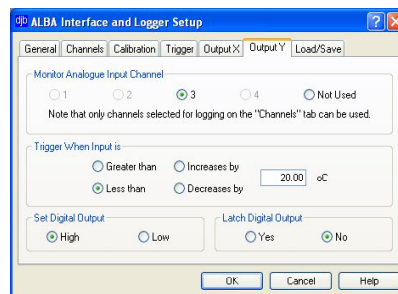 djb ALBA Interface and Logger Setup
General Channels Calibration Trigger Output X Output Y Load/Save
Monitor Analogue Input Channel
1 2 3 4 Not Used
Note that only channels selected for logging on the "Channels" tab can be used.
Trigger When Input is
Greater than Increases by
20.00 oC
Less than Decreases by
Set Digital Output Latch Digital Output
High Low Yes No
OK Cancel Help